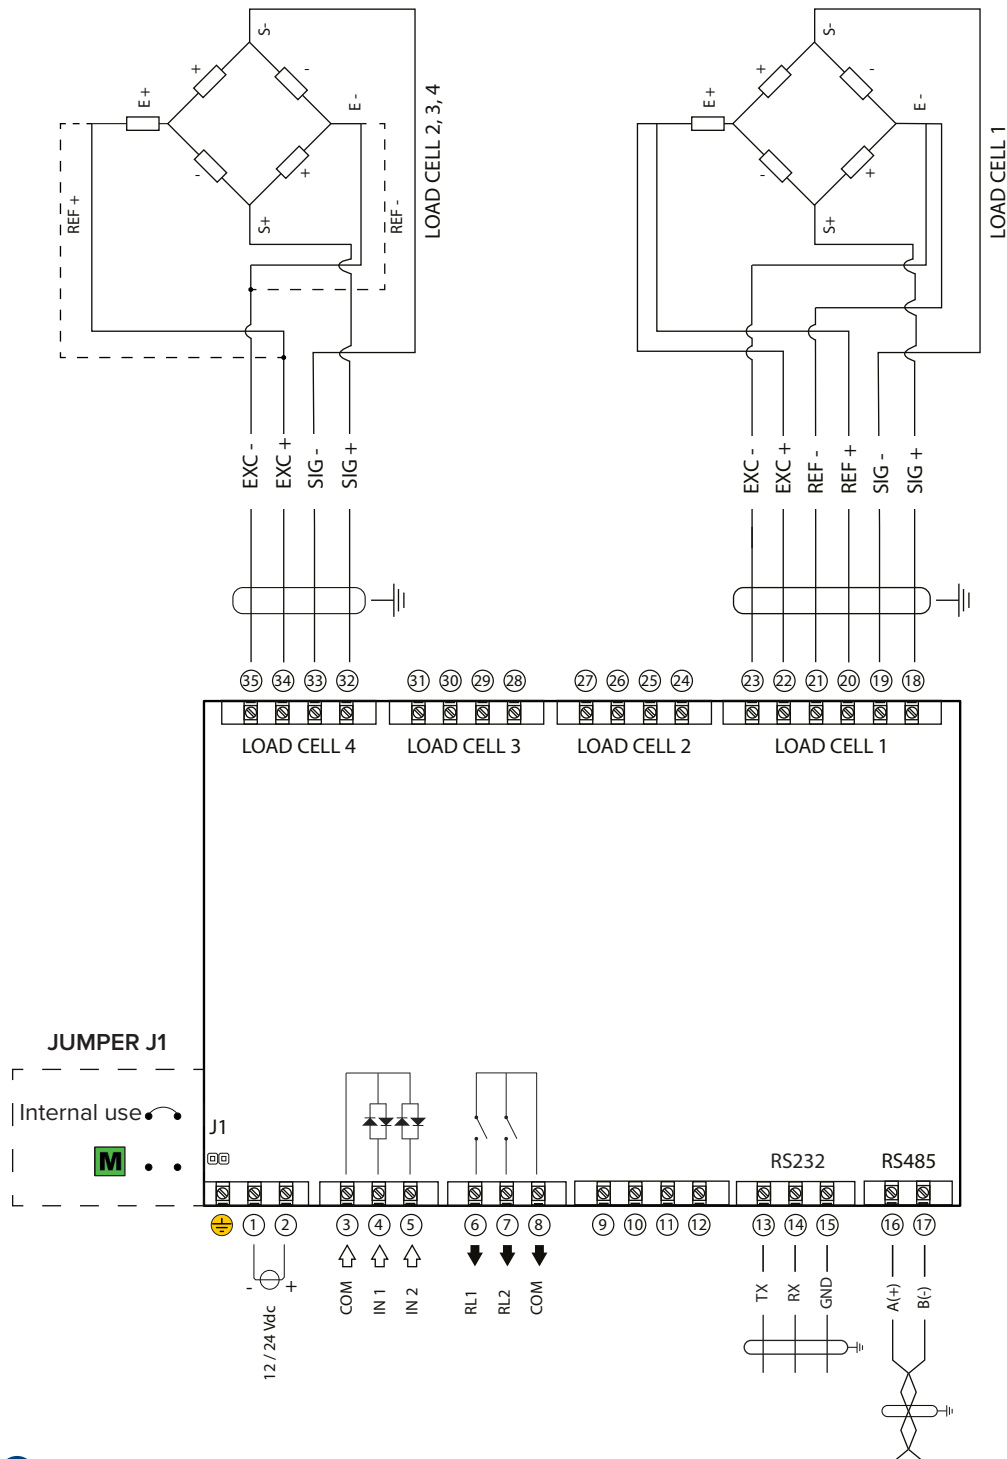 S-
+
-
E +
E -
-
+
S+
REF +
REF -
LOAD CELL 2, 3, 4
S-
+
-
E +
E -
-
+
S+
LOAD CELL 1
EXC -
EXC +
SIG -
SIG +
EXC -
EXC +
REF -
REF +
SIG -
SIG +
35 34 33 32 31 30 29 28 27 26 25 24 23 22 21 20 19 18
LOAD CELL 4 LOAD CELL 3 LOAD CELL 2 LOAD CELL 1
JUMPER J1
Internal use
M
J1
RS232 RS485
1 2 3 4 5 6 7 8 9 10 11 12 13 14 15 16 17
- +
12 / 24 Vdc
COM
IN 1
IN 2
RL1
RL2
COM
TX
RX
GND
A(+)
B(-)